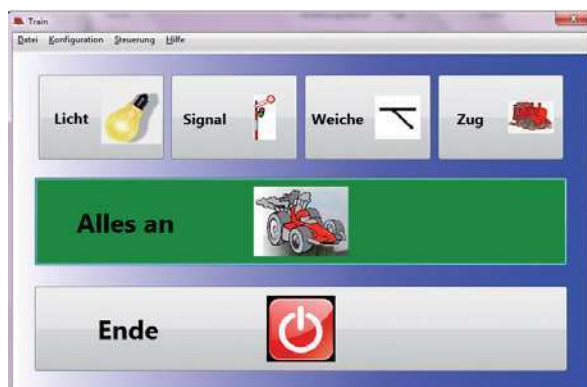 Train
Datei Konfiguration Steuerung Hilfe
Licht Signal Weiche Zug
Alles an
Ende